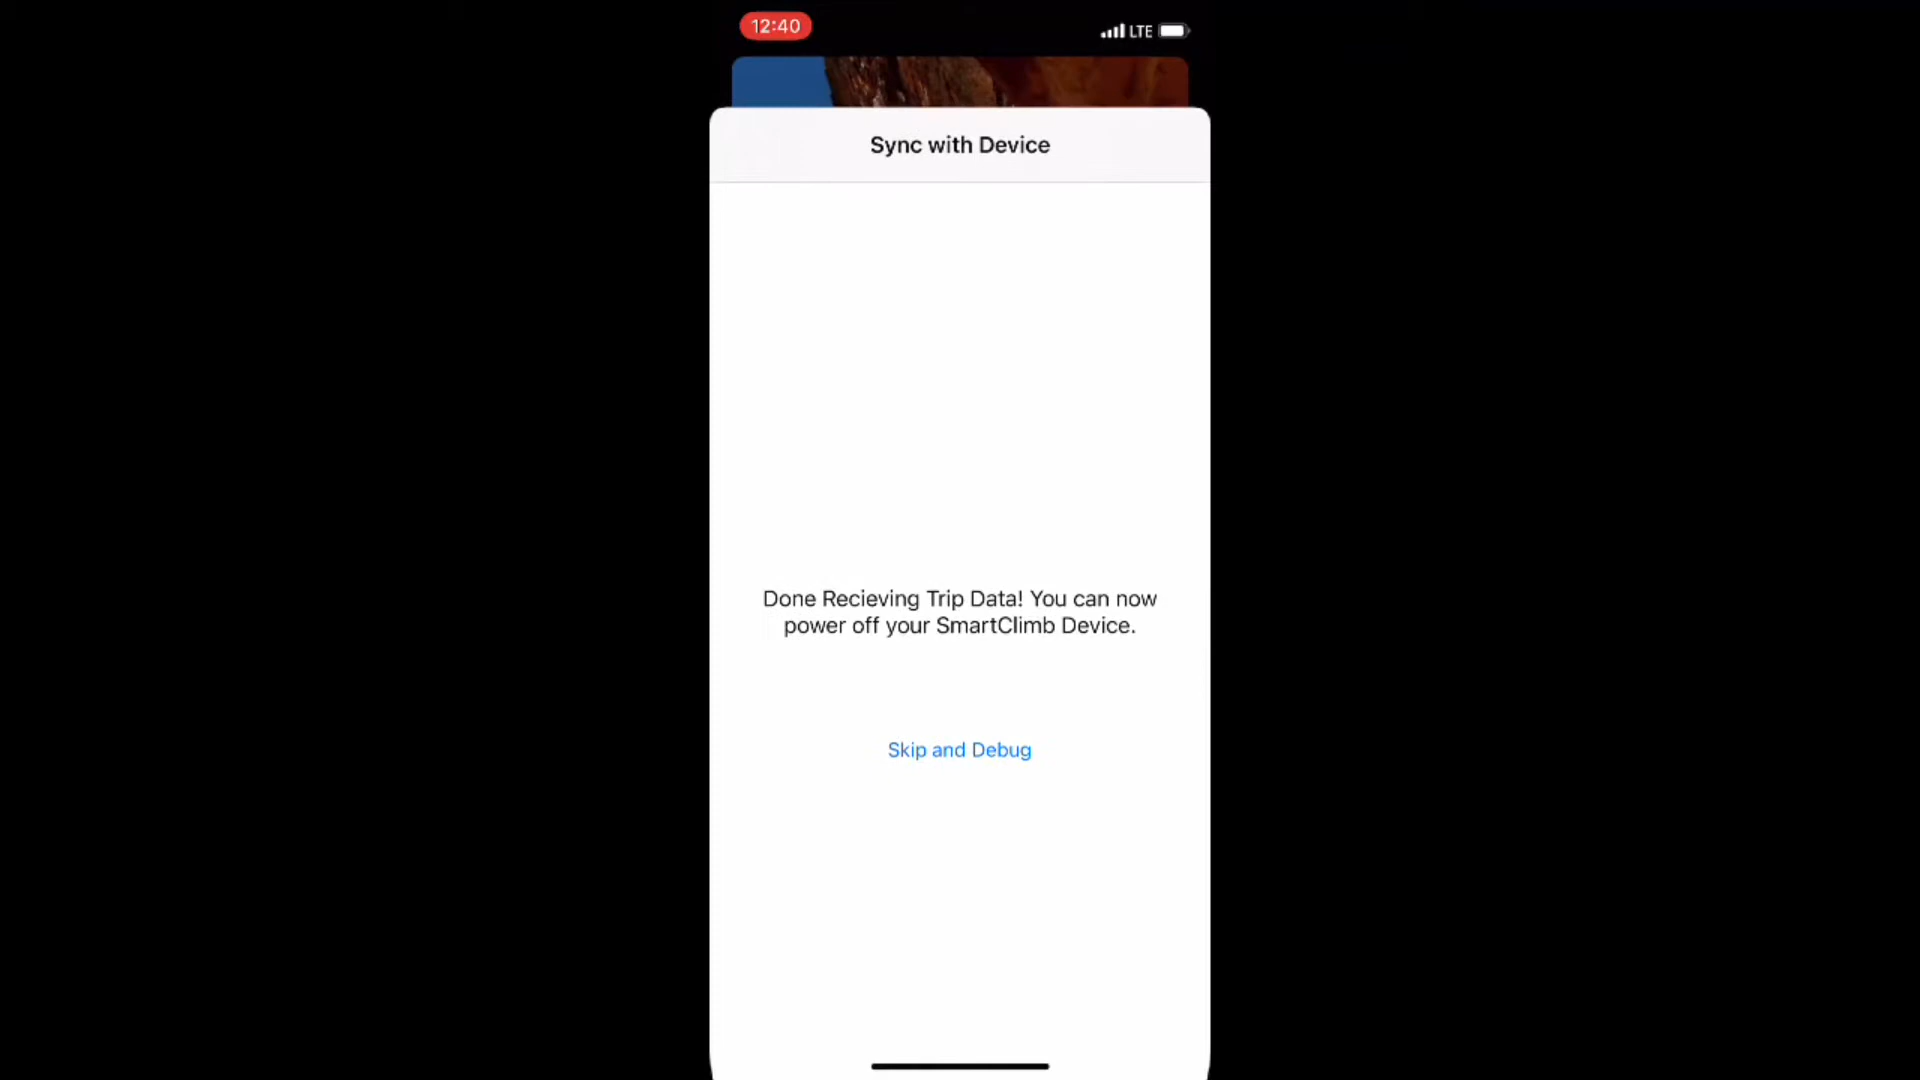 12:40
LTE
Sync with Device
Done Recieving Trip Data! You can now
power off your SmartClimb Device.
Skip and Debug